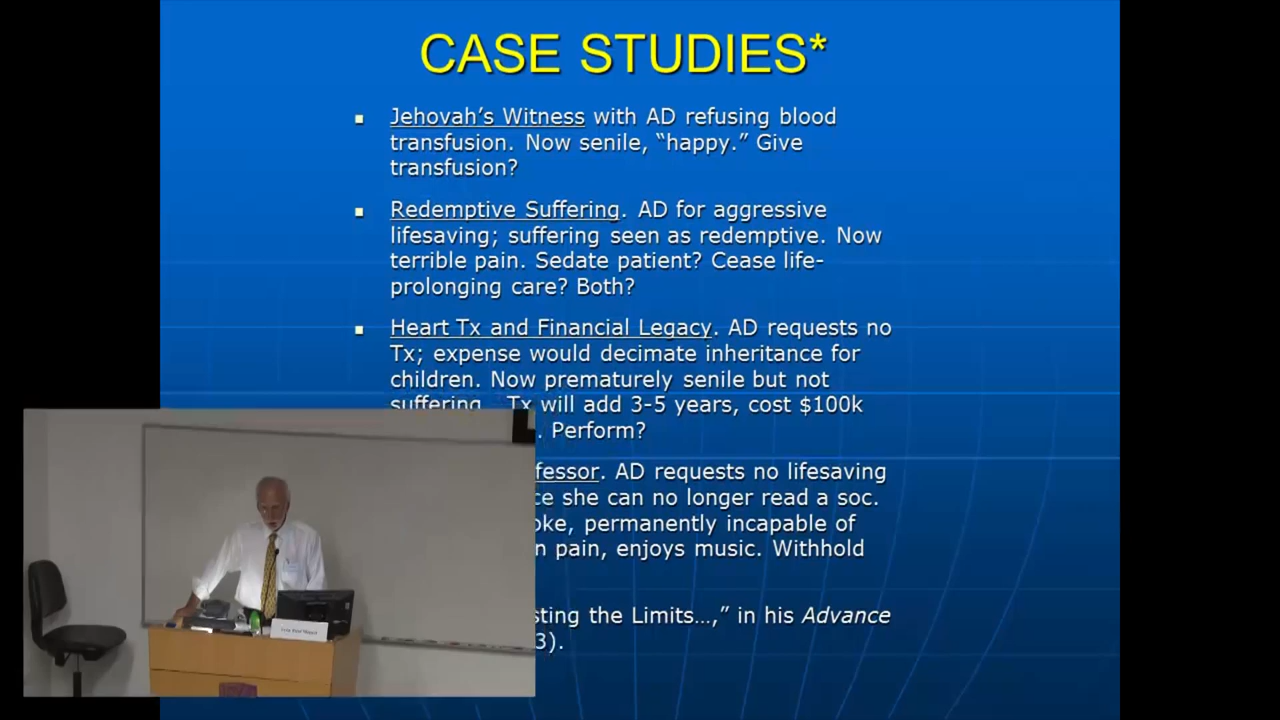 CASE STUDIES*
▪ Jehovah’s Witness with AD refusing blood
transfusion. Now senile, “happy.” Give
transfusion?
▪ Redemptive Suffering. AD for aggressive
lifesaving; suffering seen as redemptive. Now
terrible pain. Sedate patient? Cease life-
prolonging care? Both?
▪ Heart Tx and Financial Legacy. AD requests no
Tx; expense would decimate inheritance for
children. Now prematurely senile but not
suffering. Tx will add 3-5 years, cost $100k
. Perform?
fessor. AD requests no lifesaving
ce she can no longer read a soc.
oke, permanently incapable of
n pain, enjoys music. Withhold
sting the Limits…,” in his Advance
3).